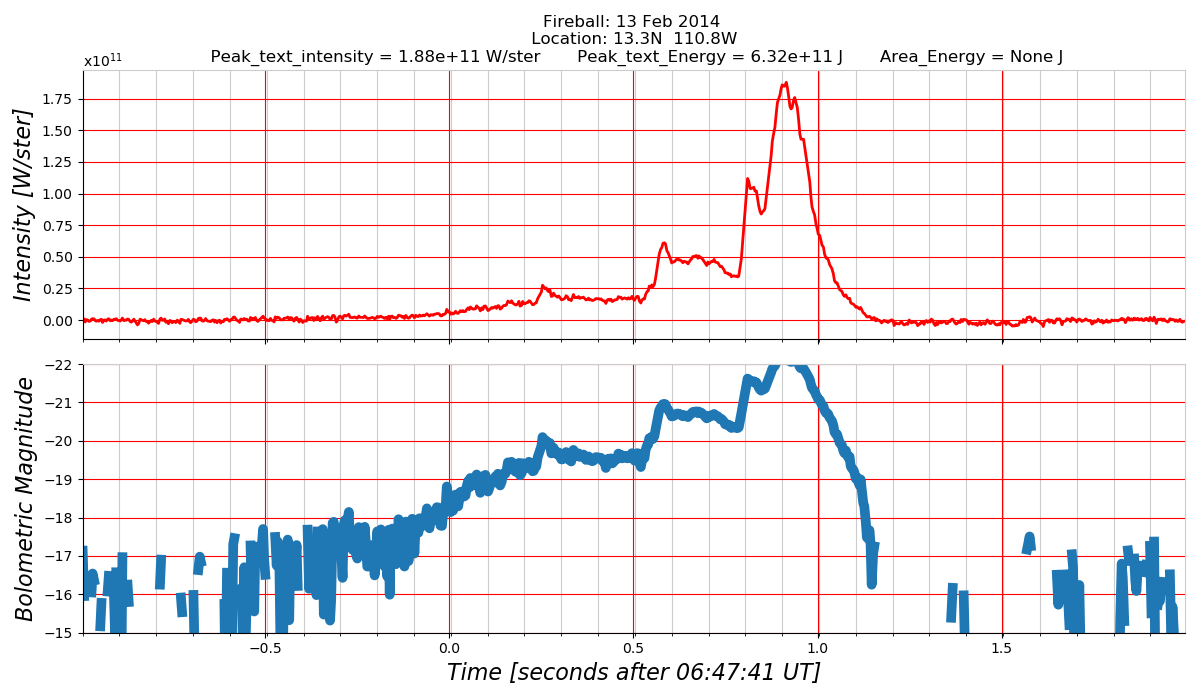 Fireball: 13 Feb 2014
Location: 13.3N  110.8W
Peak_text_intensity = 1.88e+11 W/ster       Peak_text_Energy = 6.32e+11 J       Area_Energy = None J
x10¹¹
Intensity [W/ster]
1.75
1.50
1.25
1.00
0.75
0.50
0.25
0.00
Bolometric Magnitude
−22
−21
−20
−19
−18
−17
−16
−15
−0.5 0.0 0.5 1.0 1.5
Time [seconds after 06:47:41 UT]